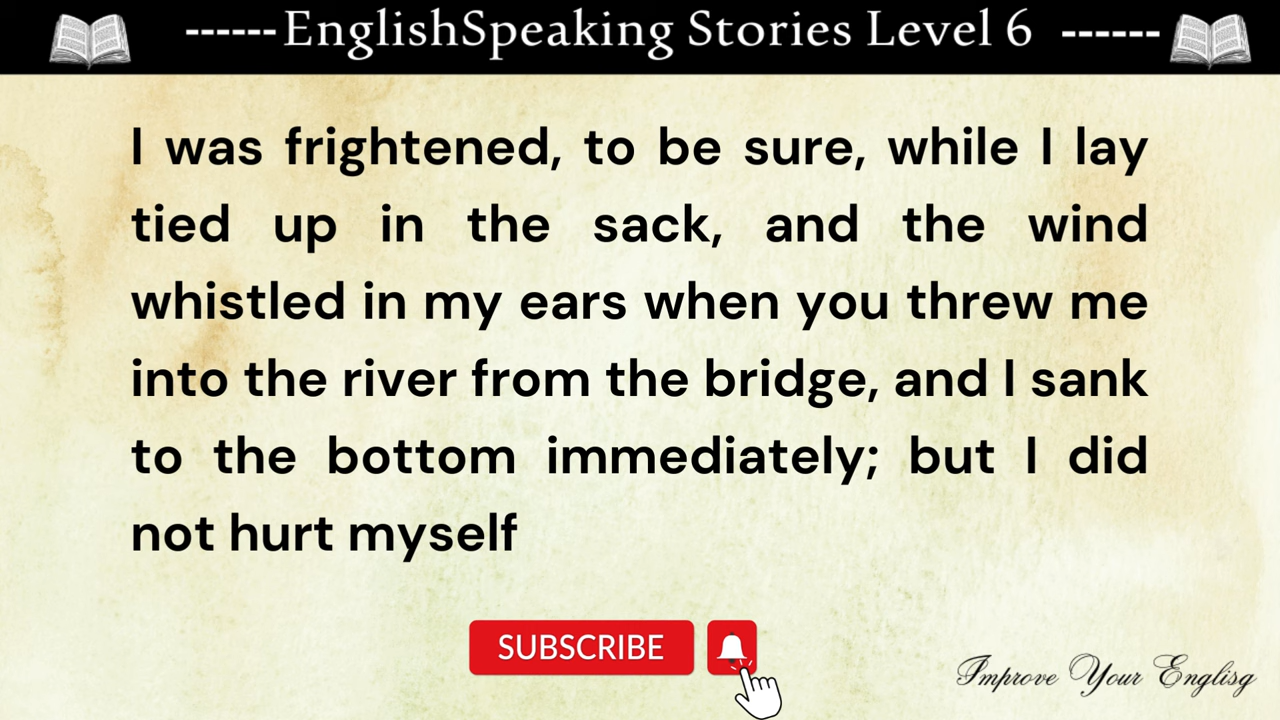 ------EnglishSpeaking Stories Level 6 ------
I was frightened, to be sure, while I lay
tied up in the sack, and the wind
whistled in my ears when you threw me
into the river from the bridge, and I sank
to the bottom immediately; but I did
not hurt myself
SUBSCRIBE
Improve Your Englisg